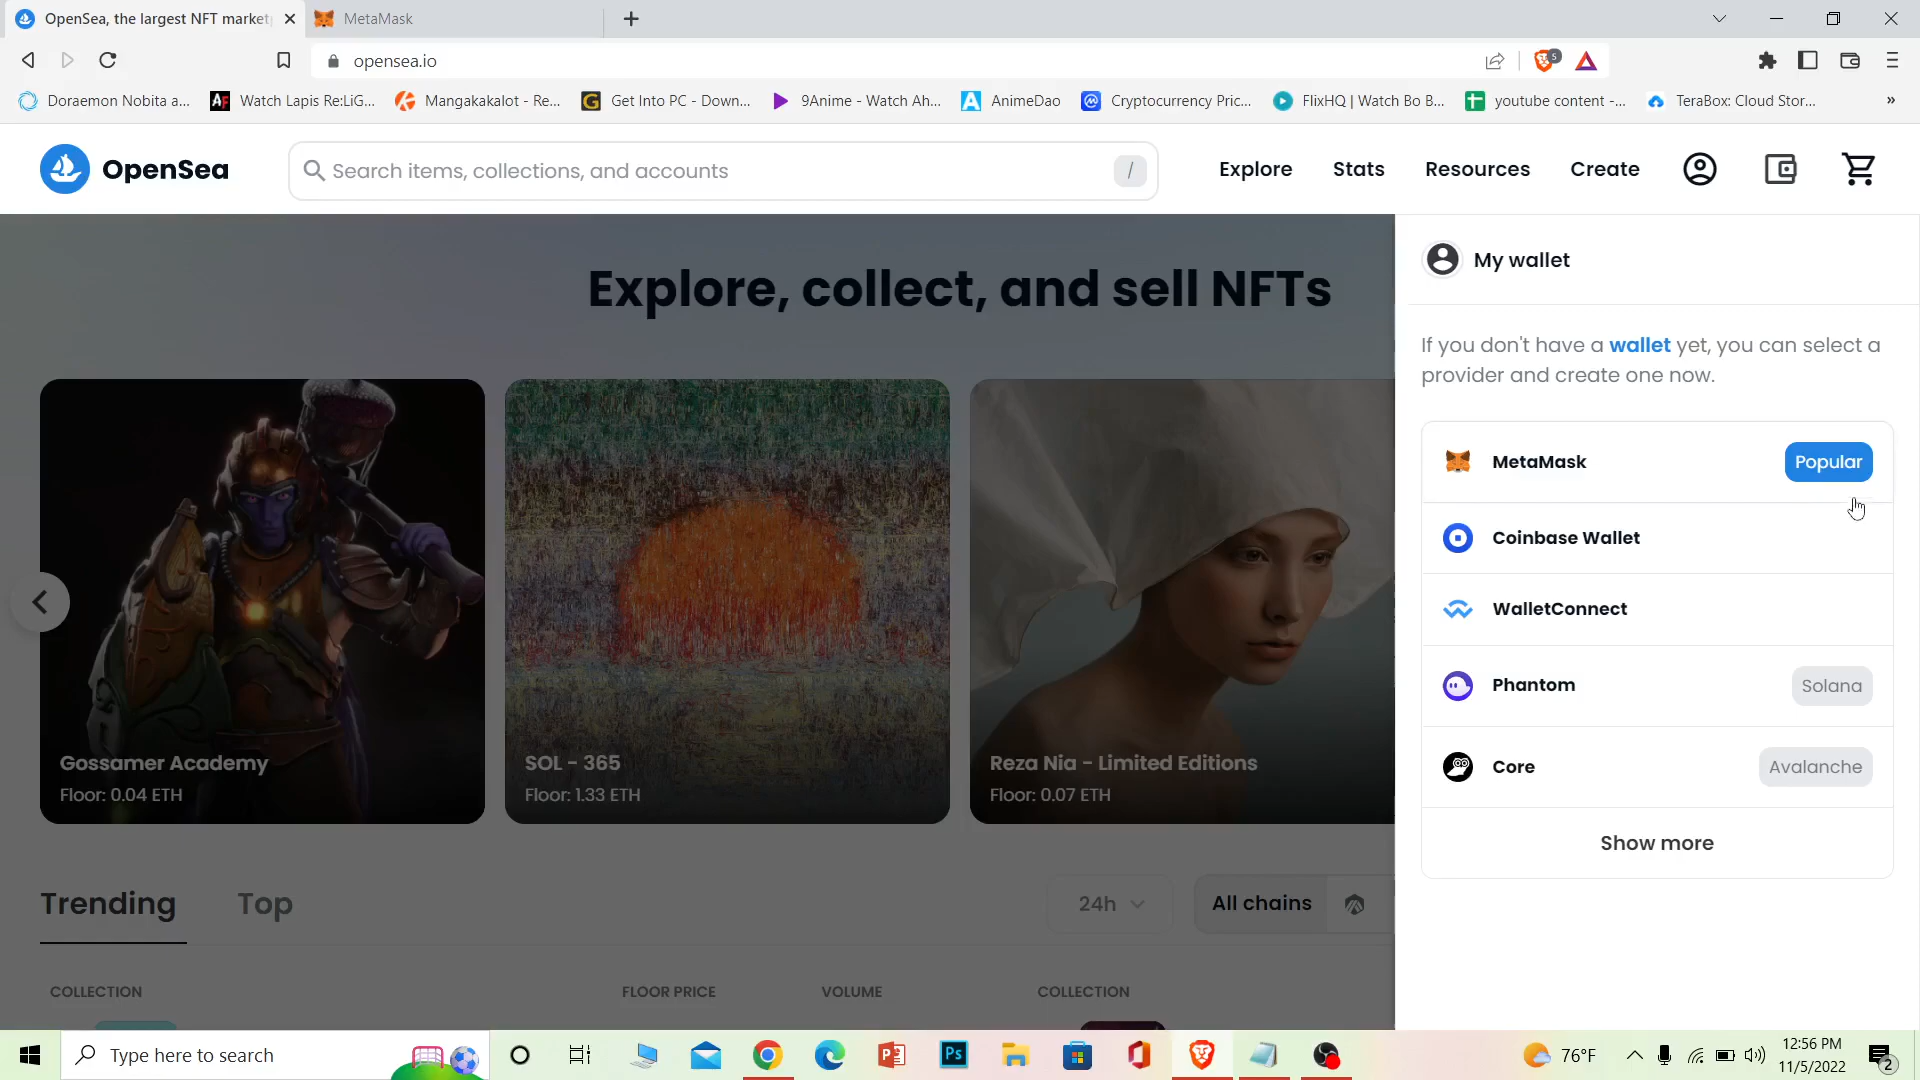 OpenSea, the largest NFT market
MetaMask
opensea.io
5
Doraemon Nobita a...
Watch Lapis Re:LiG...
Mangakakalot - Re...
Get Into PC - Down...
9Anime - Watch Ah...
AnimeDao
Cryptocurrency Pric...
FlixHQ | Watch Bo B...
youtube content -...
TeraBox: Cloud Stor...
»
OpenSea
Search items, collections, and accounts
/
Explore
Stats
Resources
Create
Explore, collect, and sell NFTs
Gossamer Academy
Floor: 0.04 ETH
SOL - 365
Floor: 1.33 ETH
Reza Nia - Limited Editions
Floor: 0.07 ETH
Trending
Top
24h
All chains
COLLECTION
FLOOR PRICE
VOLUME
COLLECTION
My wallet
If you don't have a wallet yet, you can select a
provider and create one now.
MetaMask
Popular
Coinbase Wallet
WalletConnect
Phantom
Solana
Core
Avalanche
Show more
Type here to search
Ps
76°F
12:56 PM
11/5/2022
2